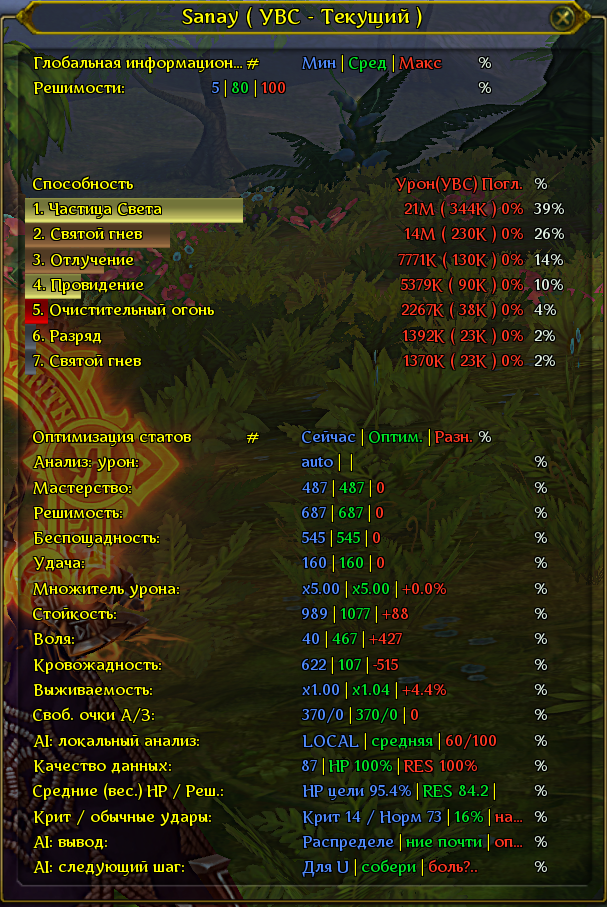 Sanay ( УВС - Текущий )
Глобальная информацион... # Мин | Сред | Макс %
Решимости: 5 | 80 | 100 %
Способность Урон(УВС) Погл. %
1. Частица Света 21M ( 344K ) 0% 39%
2. Святой гнев 14M ( 230K ) 0% 26%
3. Отлучение 7771K ( 130K ) 0% 14%
4. Провидение 5379K ( 90K ) 0% 10%
5. Очистительный огонь 2267K ( 38K ) 0% 4%
6. Разряд 1392K ( 23K ) 0% 2%
7. Святой гнев 1370K ( 23K ) 0% 2%
Оптимизация статов # Сейчас | Оптим. | Разн. %
Анализ: урон: auto | | %
Мастерство: 487 | 487 | 0 %
Решимость: 687 | 687 | 0 %
Беспощадность: 545 | 545 | 0 %
Удача: 160 | 160 | 0 %
Множитель урона: x5.00 | x5.00 | +0.0% %
Стойкость: 989 | 1077 | +88 %
Воля: 40 | 467 | +427 %
Кровожадность: 622 | 107 | -515 %
Выживаемость: x1.00 | x1.04 | +4.4% %
Своб. очки А/З: 370/0 | 370/0 | 0 %
AI: локальный анализ: LOCAL | средняя | 60/100 %
Качество данных: 87 | HP 100% | RES 100% %
Средние (вес.) HP / Реш.: HP цели 95.4% | RES 84.2 | %
Крит / обычные удары: Крит 14 / Норм 73 | 16% | на... %
AI: вывод: Распределе | ние почти | оп... %
AI: следующий шаг: Для U | собери | боль?.. %